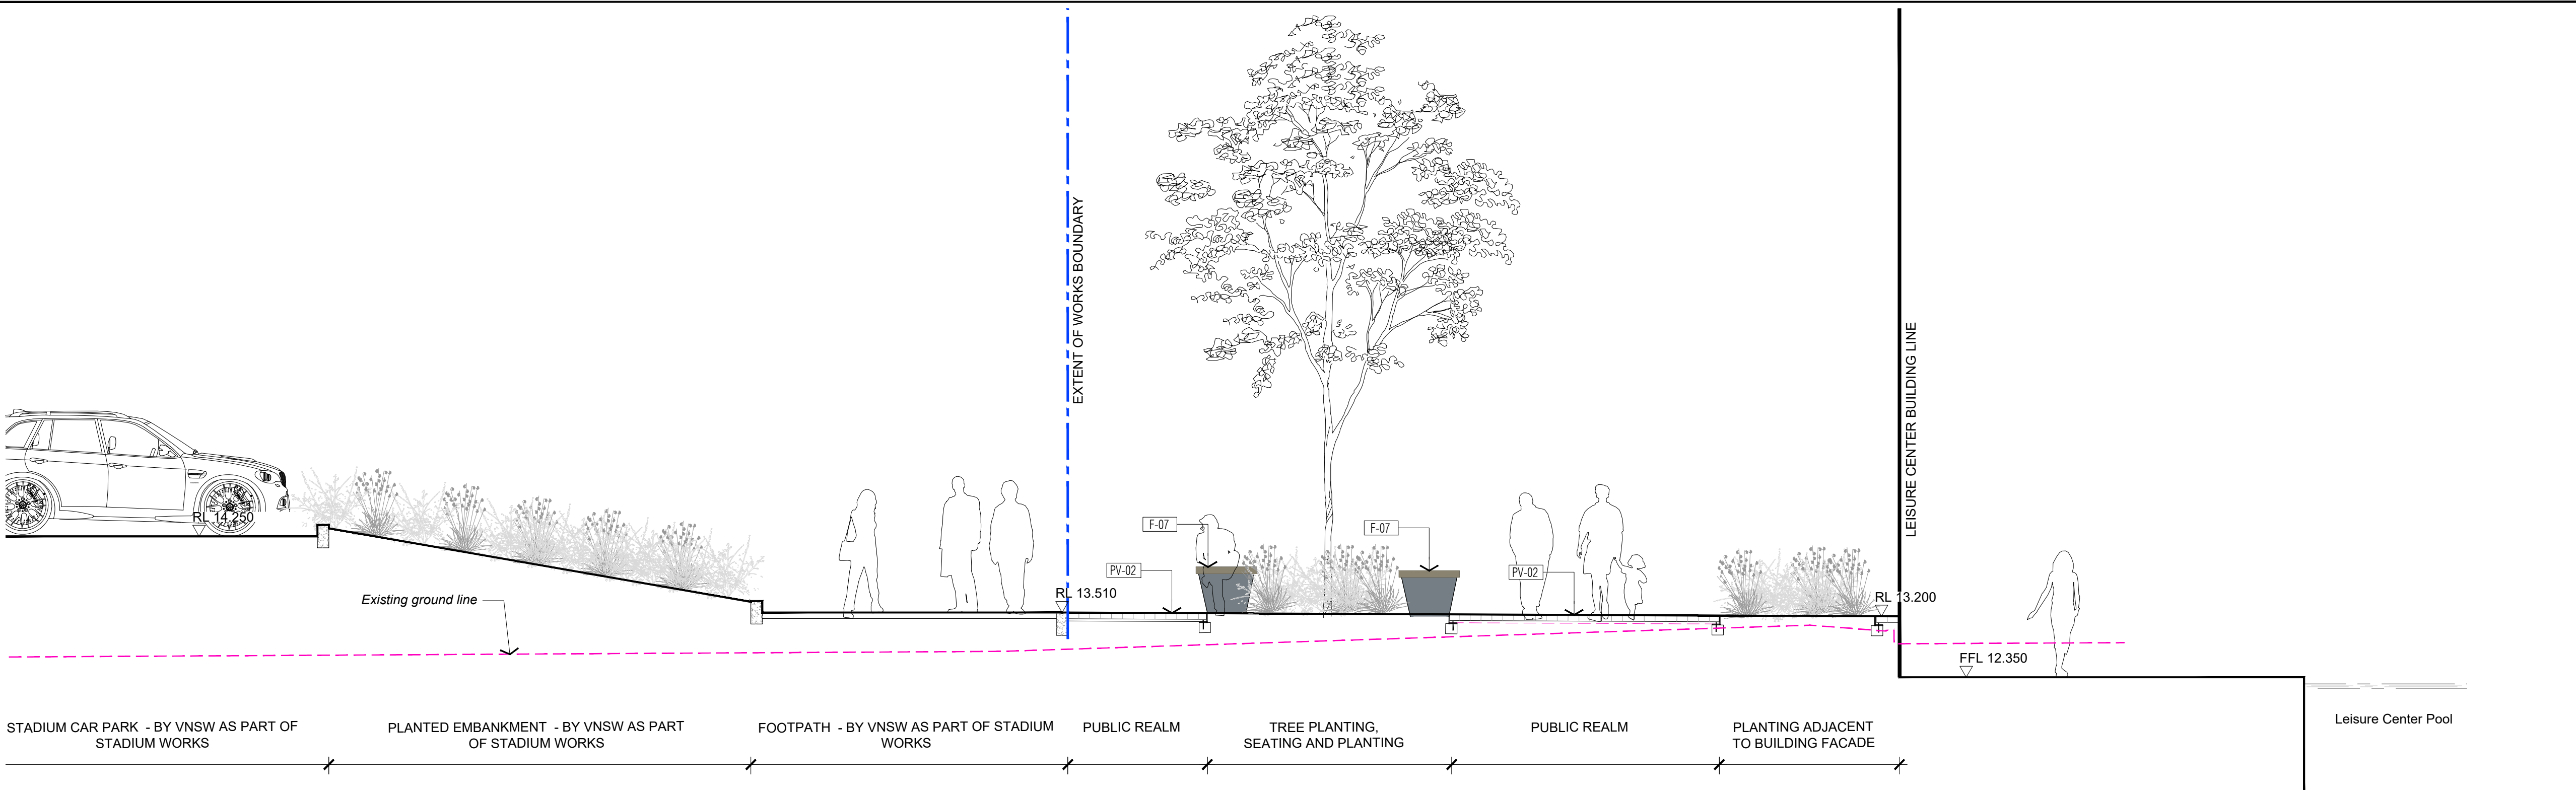 EXTENT OF WORKS BOUNDARY
LEISURE CENTER BUILDING LINE
RL 14.250
F-07
F-07
PV-02
PV-02
Existing ground line
RL 13.510
RL 13.200
FFL 12.350
STADIUM CAR PARK - BY VNSW AS PART OF
STADIUM WORKS
PLANTED EMBANKMENT - BY VNSW AS PART
OF STADIUM WORKS
FOOTPATH - BY VNSW AS PART OF STADIUM
WORKS
PUBLIC REALM
TREE PLANTING,
SEATING AND PLANTING
PUBLIC REALM
PLANTING ADJACENT
TO BUILDING FACADE
Leisure Center Pool